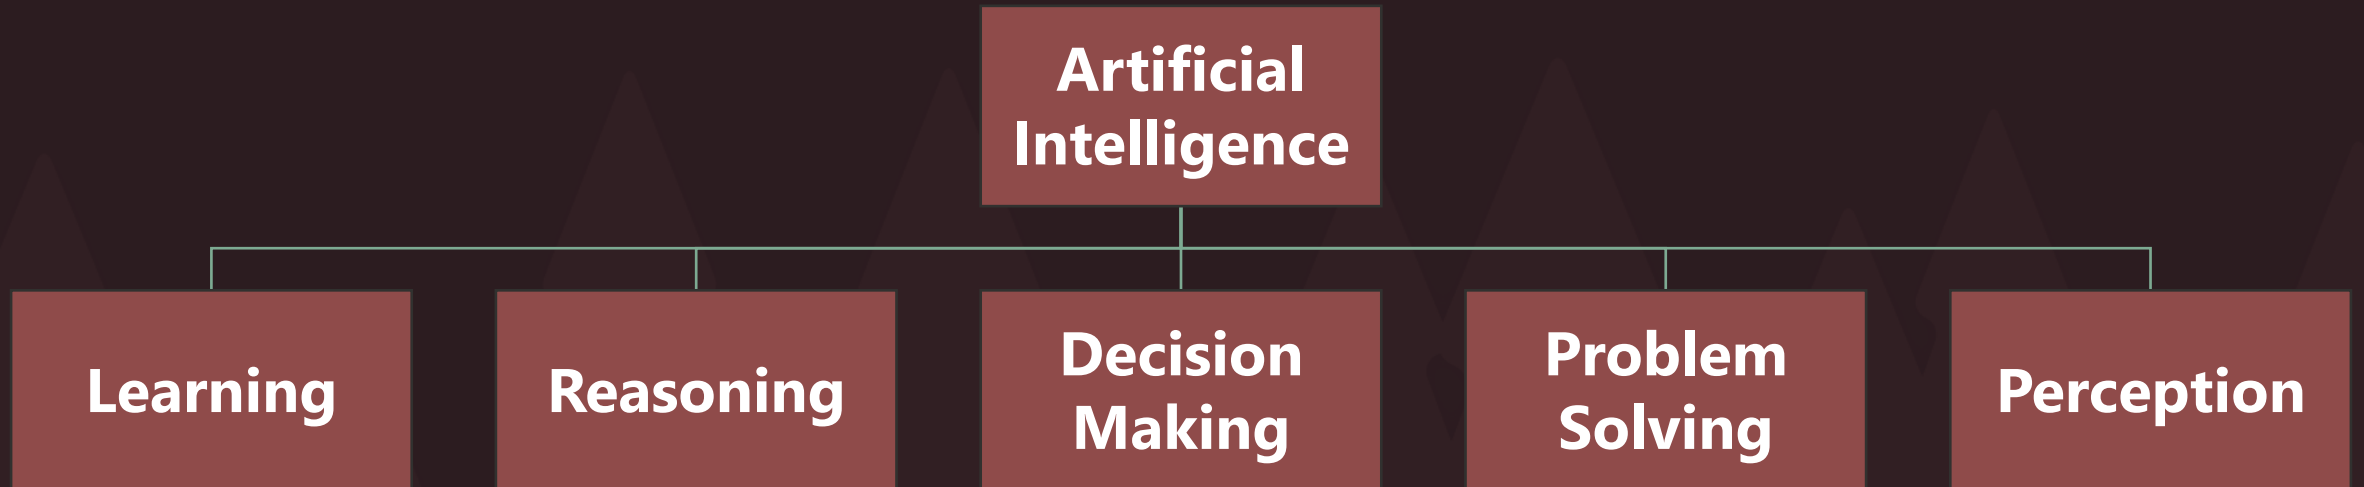 Artificial
Intelligence
Learning
Reasoning
Decision
Making
Problem
Solving
Perception